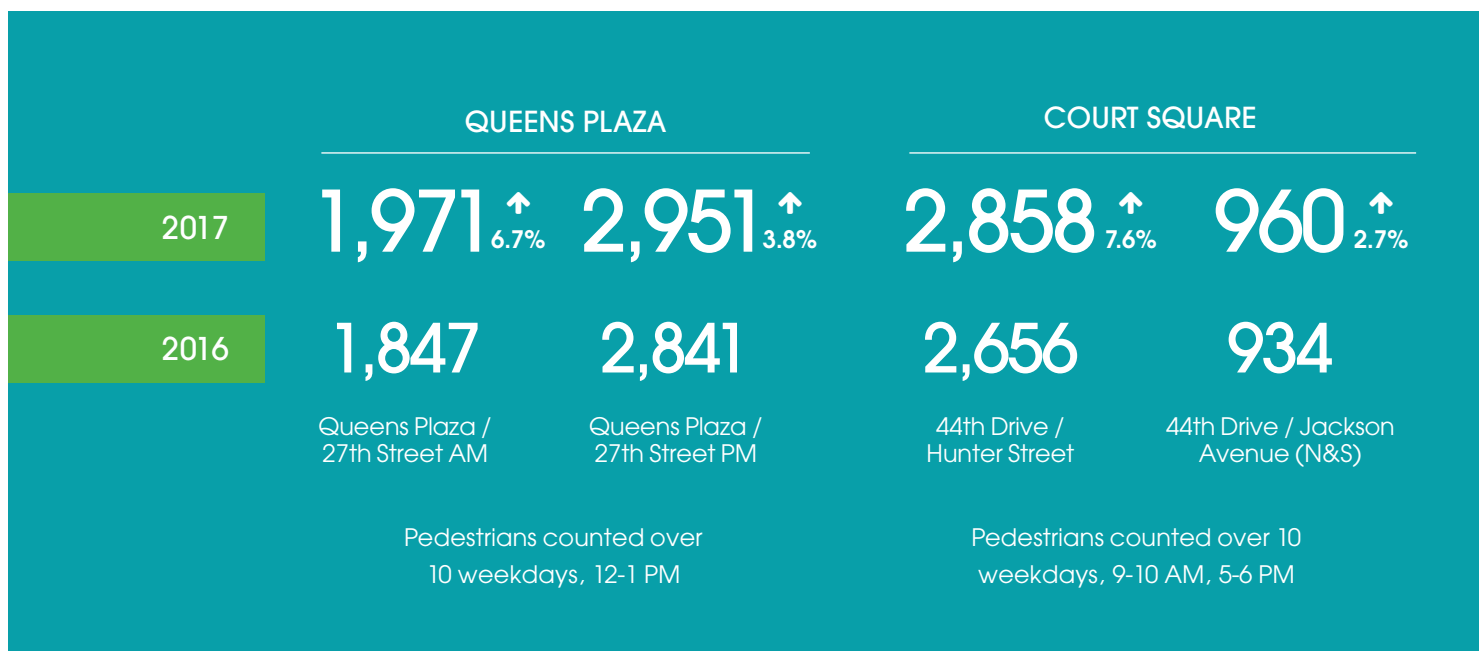 QUEENS PLAZA
COURT SQUARE
2017
1,971 ↑ 6.7%
2,951 ↑ 3.8%
2,858 ↑ 7.6%
960 ↑ 2.7%
2016
1,847
2,841
2,656
934
Queens Plaza /
27th Street AM
Queens Plaza /
27th Street PM
44th Drive /
Hunter Street
44th Drive / Jackson
Avenue (N&S)
Pedestrians counted over
10 weekdays, 12-1 PM
Pedestrians counted over 10
weekdays, 9-10 AM, 5-6 PM